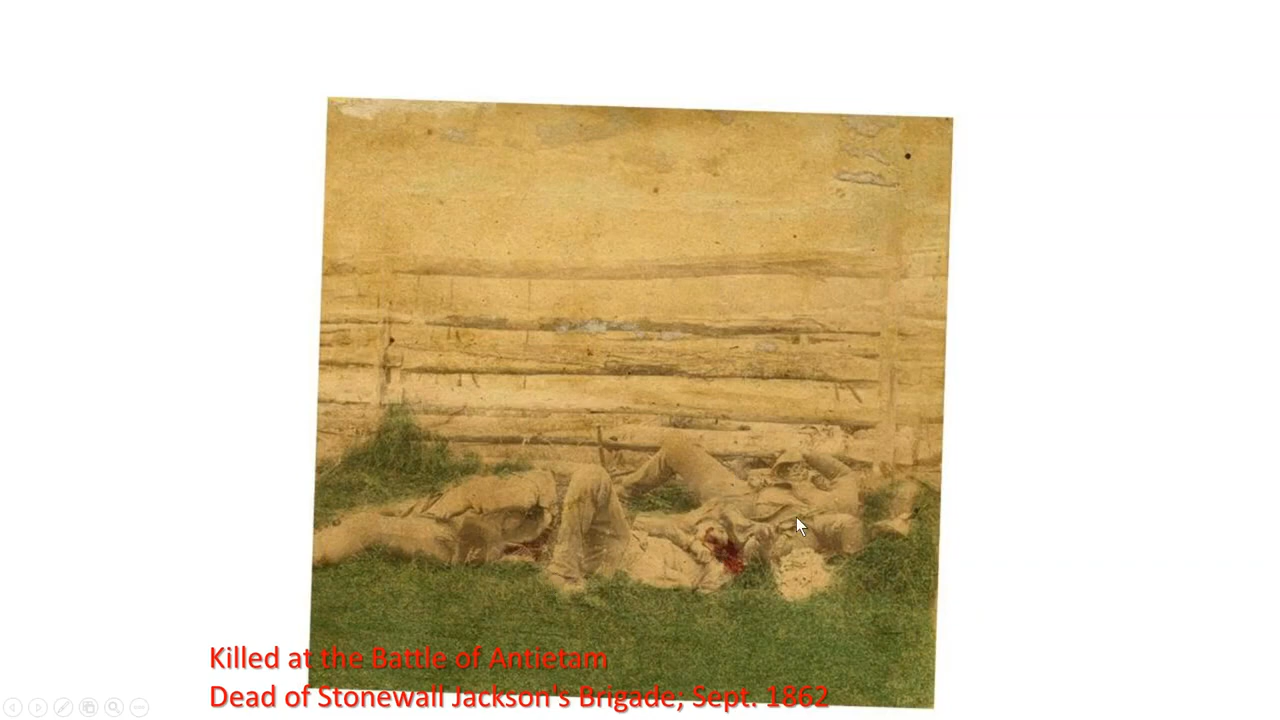 Killed at the Battle of Antietam
Dead of Stonewall Jackson's Brigade; Sept. 1862